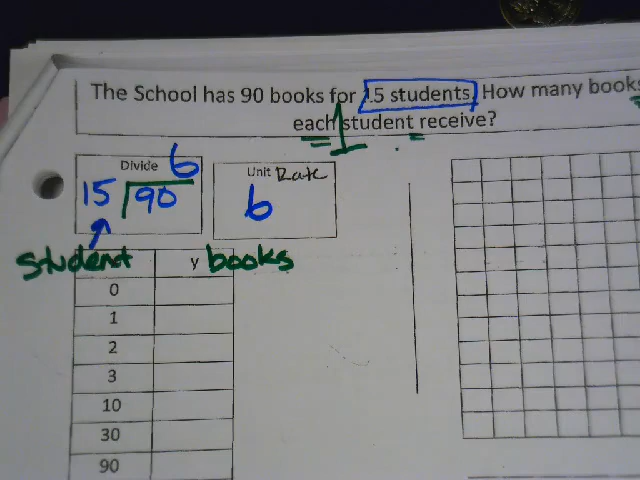 The School has 90 books for 15 students. How many books
each student receive?
1
Divide 6
15 90
Unit Rate
6
student y books
0
1
2
3
10
30
90